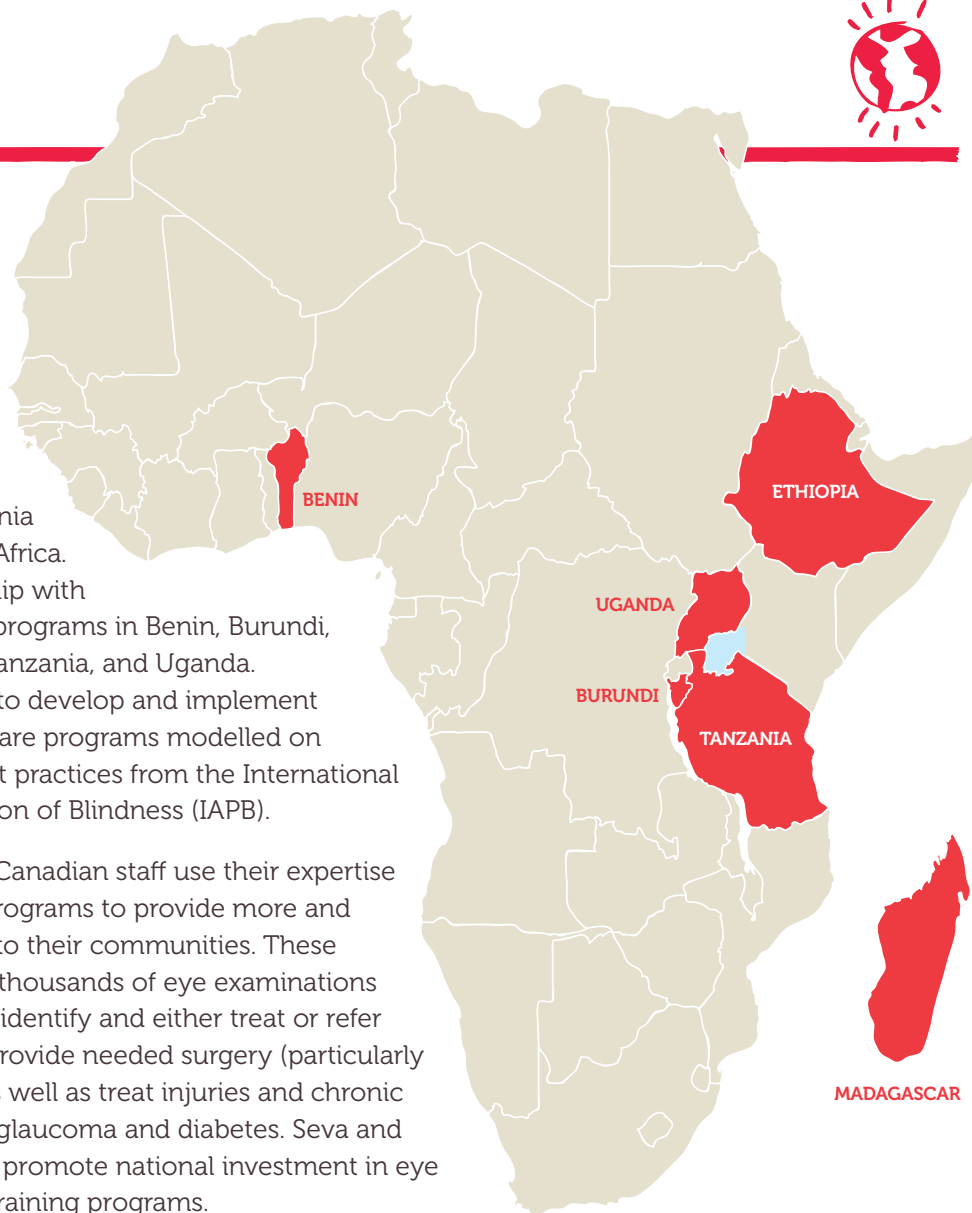 BENIN
ETHIOPIA
UGANDA
BURUNDI
TANZANIA
MADAGASCAR
nia
Africa.
ip with
programs in Benin, Burundi,
anzania, and Uganda.
to develop and implement
are programs modelled on
t practices from the International
on of Blindness (IAPB).
Canadian staff use their expertise
rograms to provide more and
to their communities. These
thousands of eye examinations
identify and either treat or refer
rovide needed surgery (particularly
s well as treat injuries and chronic
glaucoma and diabetes. Seva and
promote national investment in eye
raining programs.